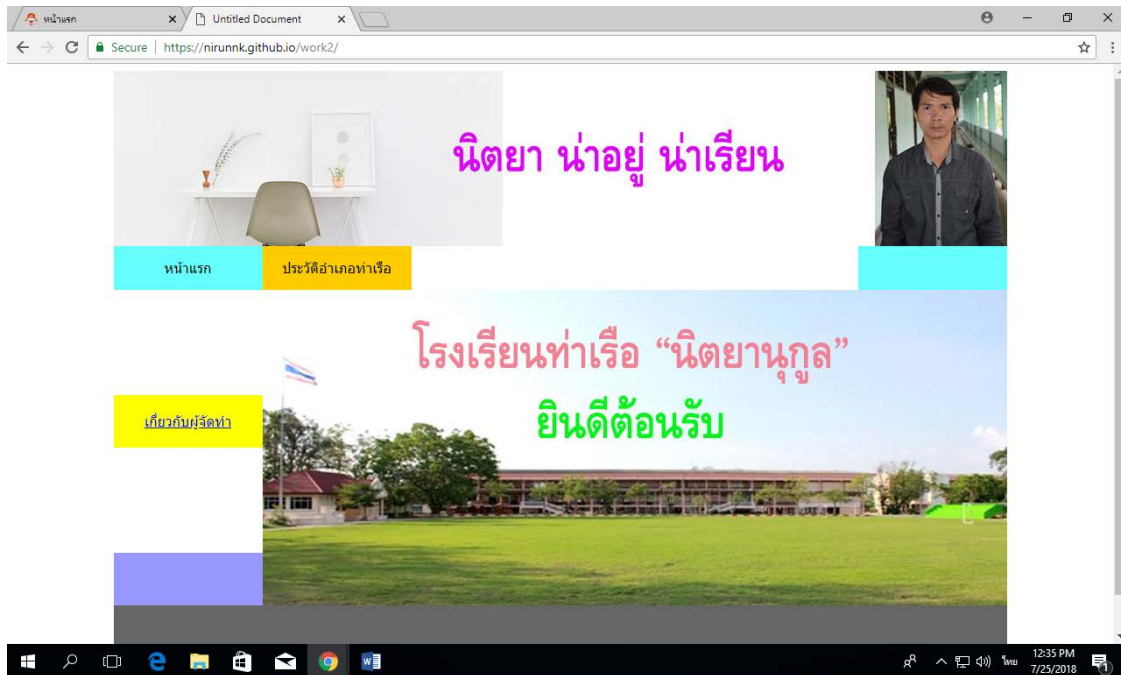 หน้าแรก
Untitled Document
Secure | https://nirunnk.github.io/work2/
นิตยา น่าอยู่ น่าเรียน
หน้าแรก
ประวัติอำเภอท่าเรือ
โรงเรียนท่าเรือ “นิตยานุกูล”
ยินดีต้อนรับ
เกี่ยวกับผู้จัดทำ
ไทย
12:35 PM
7/25/2018
1